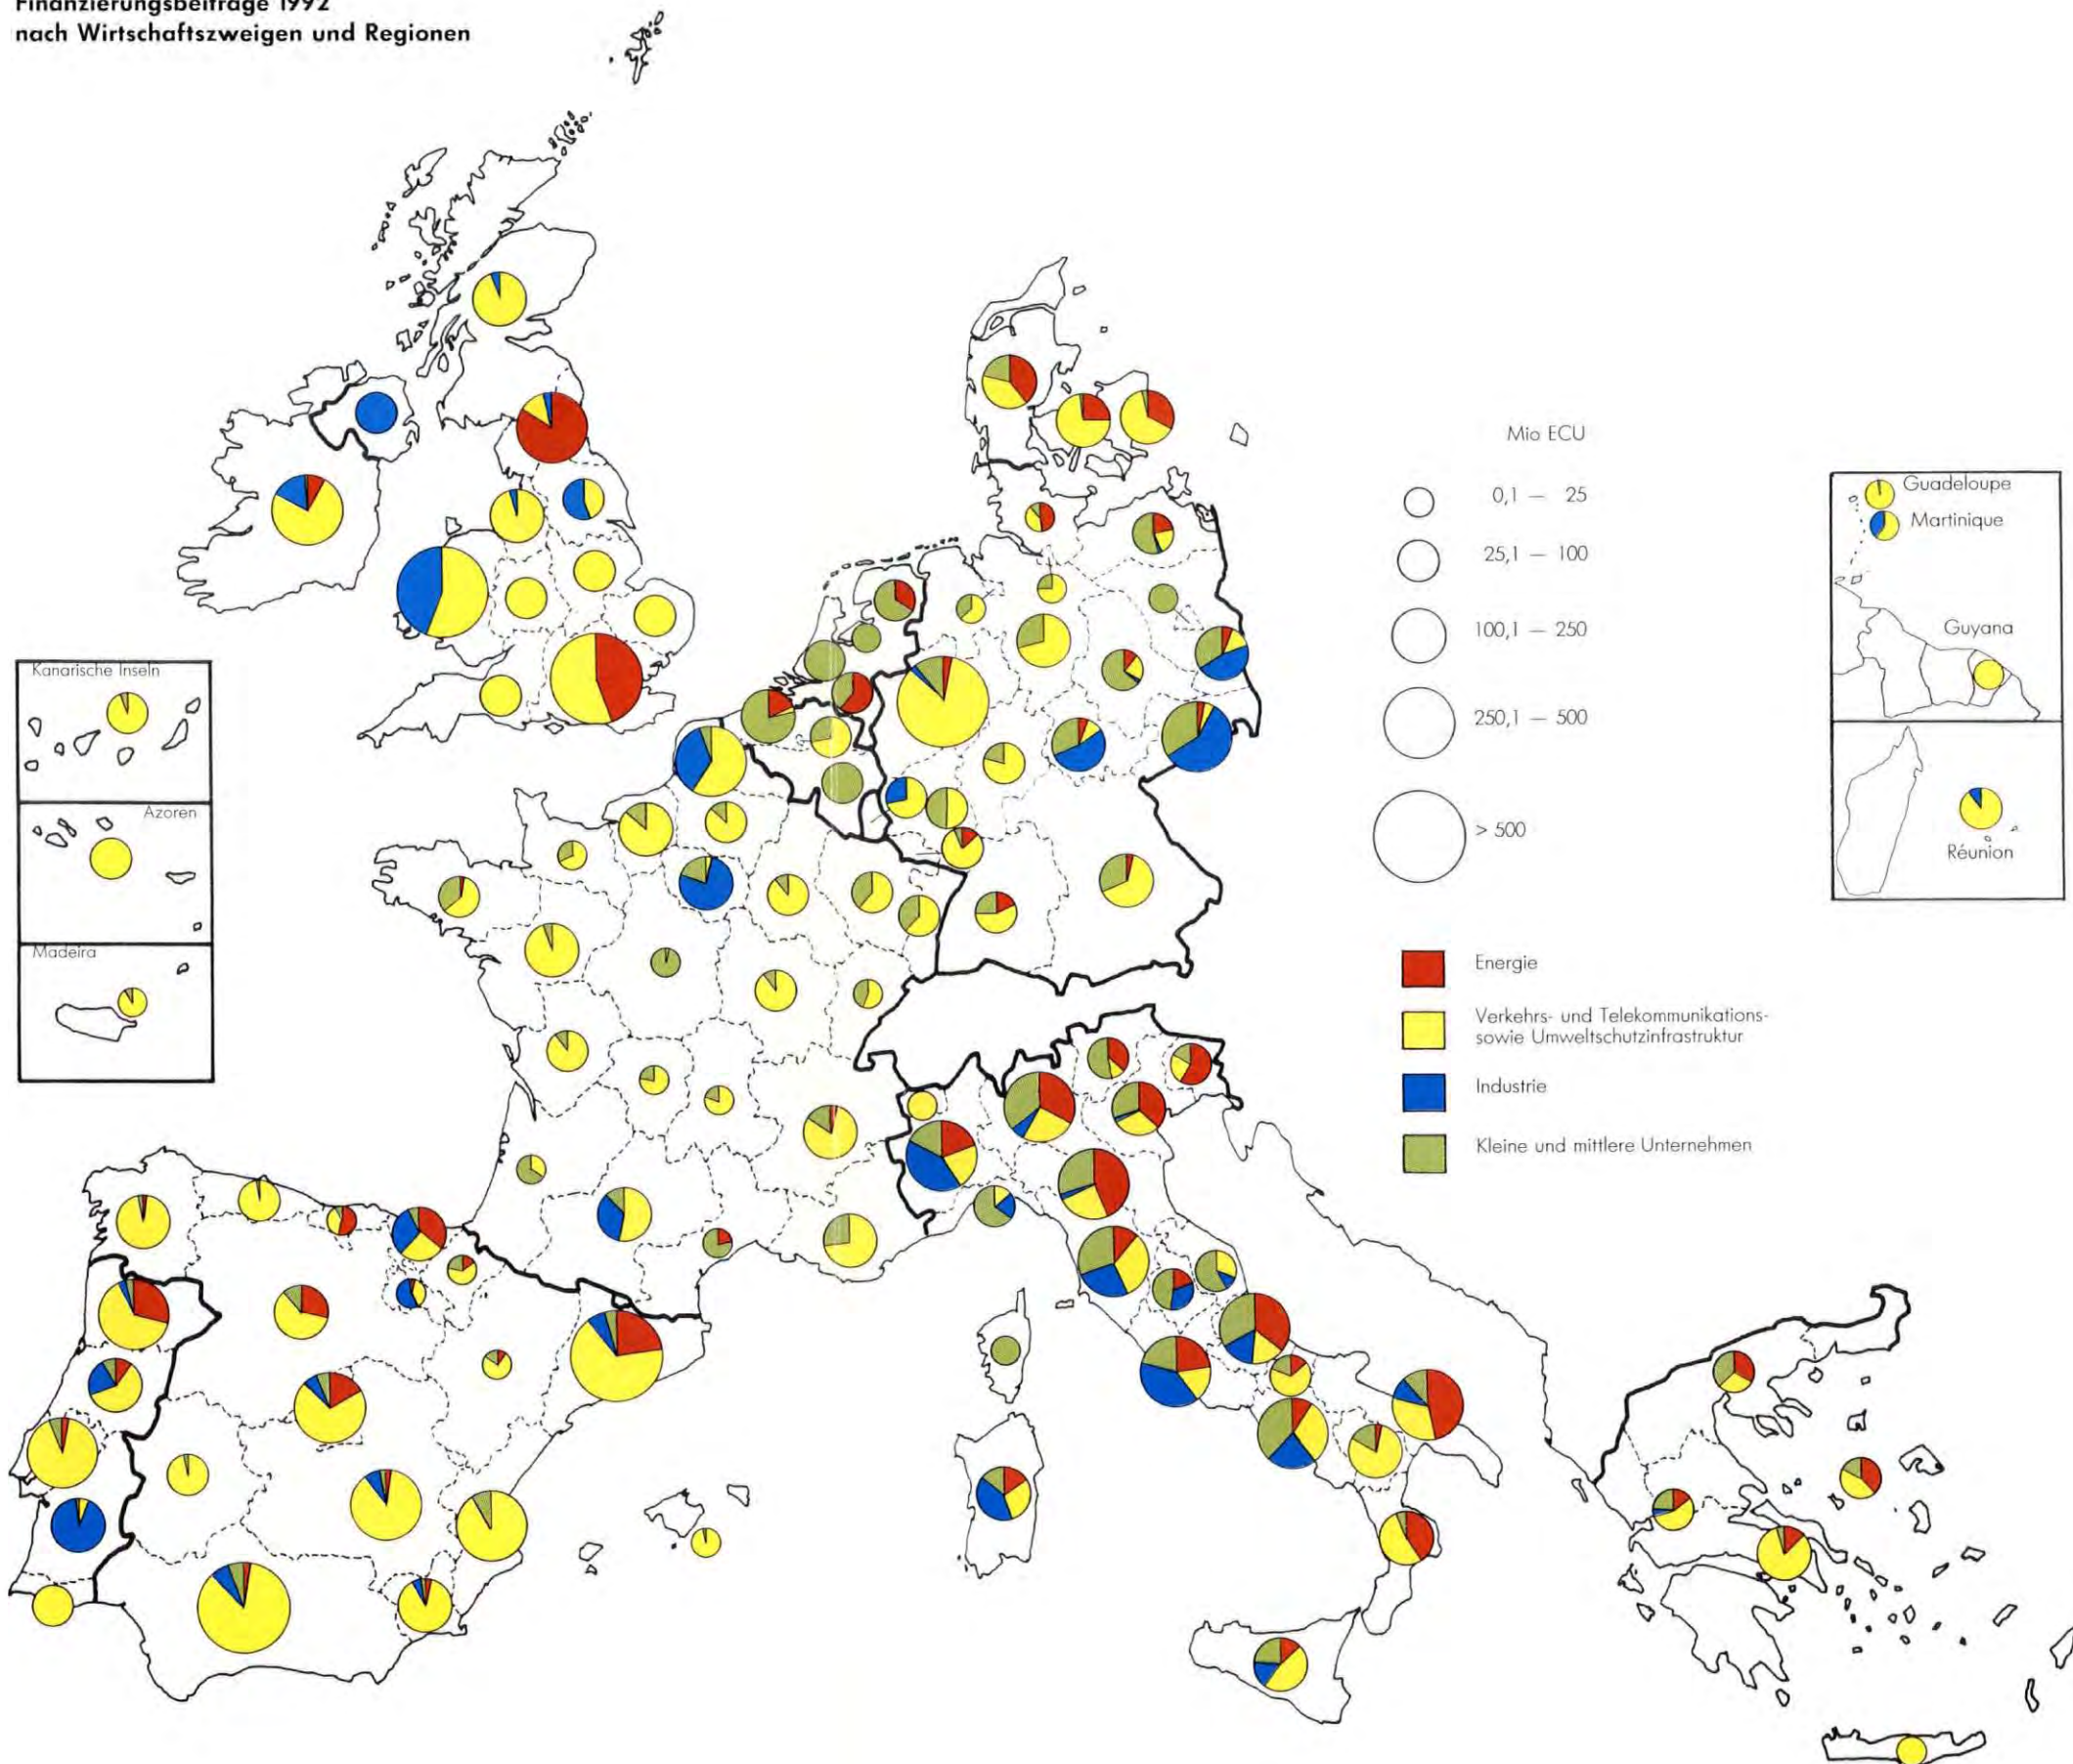 Finanzierungsbeiträge 1992
nach Wirtschaftszweigen und Regionen
Mio ECU
0,1 — 25
25,1 — 100
100,1 — 250
250,1 — 500
> 500
Energie
Verkehrs- und Telekommunikations-
sowie Umweltschutzinfrastruktur
Industrie
Kleine und mittlere Unternehmen
Kanarische Inseln
Azoren
Madeira
Guadeloupe
Martinique
Guyana
Réunion